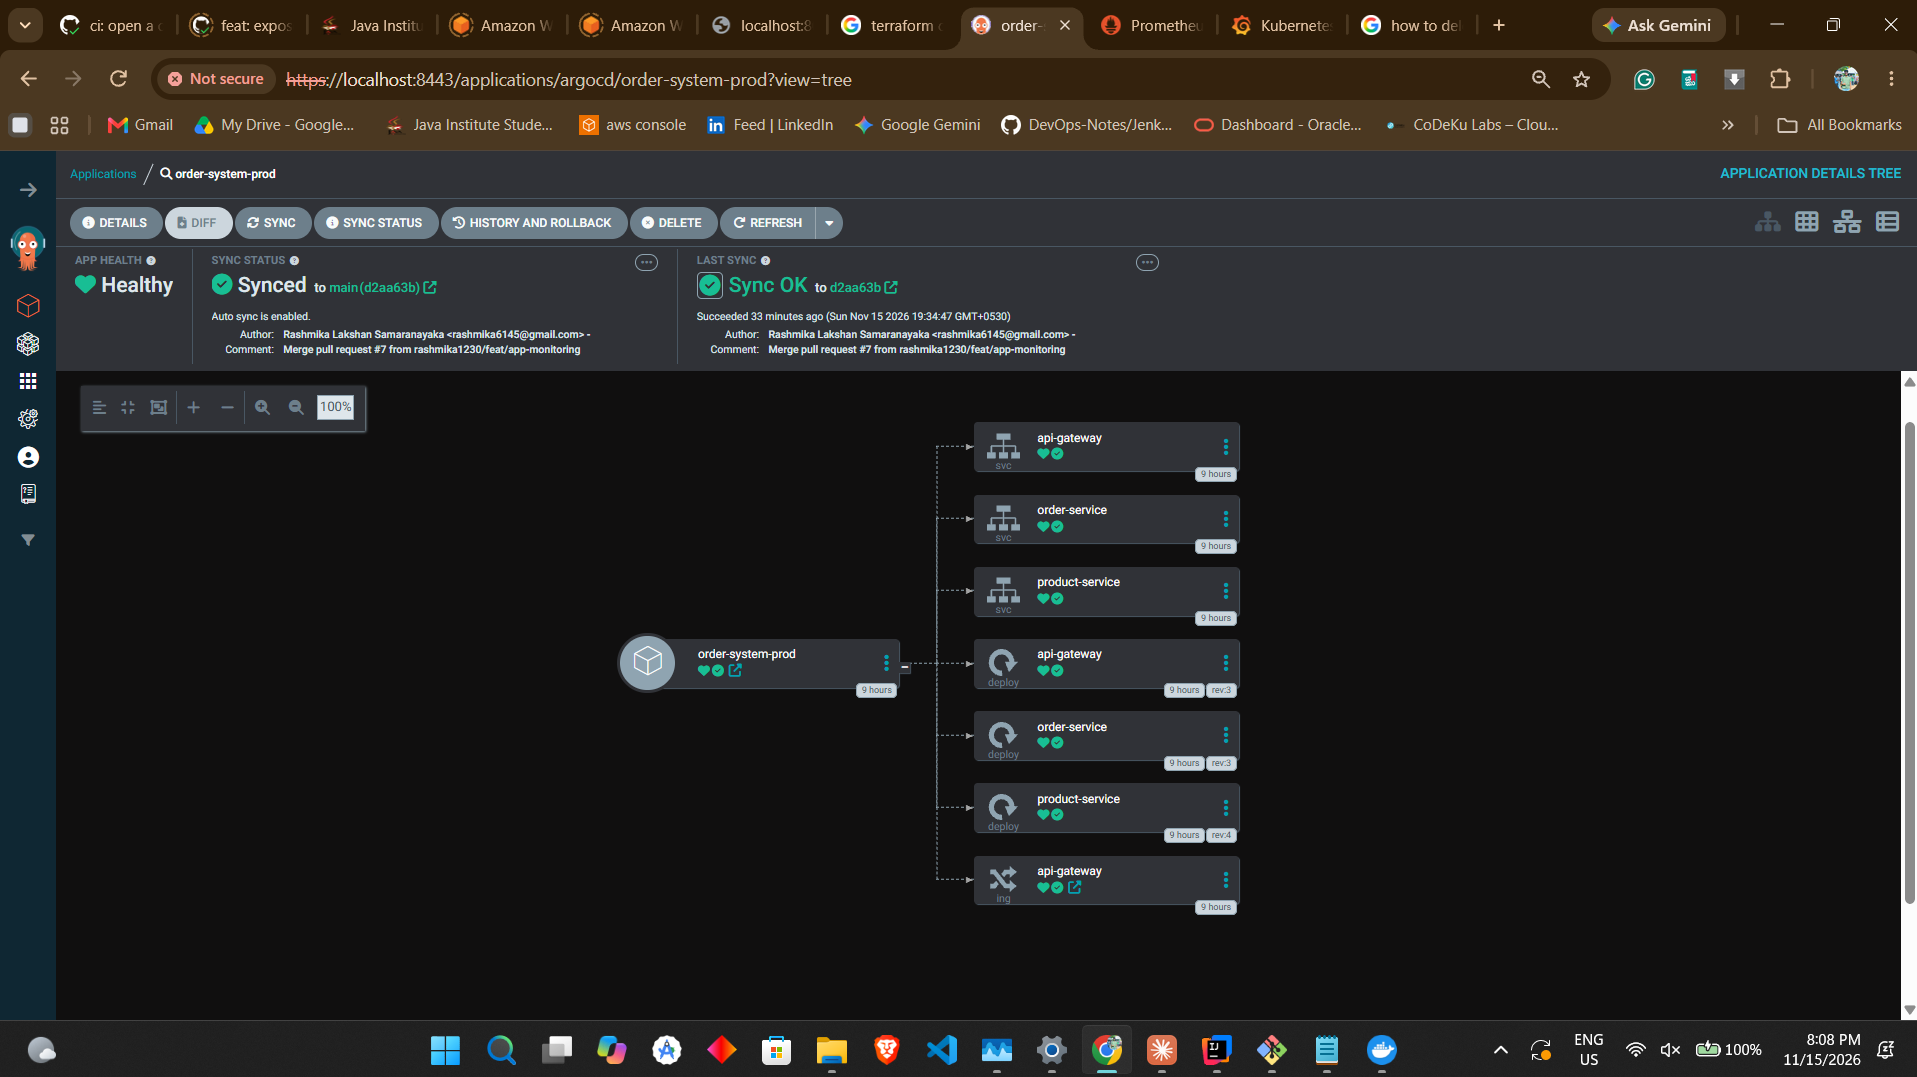 ci: open a c
feat: expos
Java Institu
Amazon W
Amazon W
localhost:8
terraform c
order-
Prometheu
Kubernetes
how to del
Ask Gemini
Not secure
https://localhost:8443/applications/argocd/order-system-prod?view=tree
Gmail
My Drive - Google...
Java Institute Stude...
aws console
Feed | LinkedIn
Google Gemini
DevOps-Notes/Jenk...
Dashboard - Oracle...
CoDeKu Labs – Clou...
All Bookmarks
Applications / order-system-prod
APPLICATION DETAILS TREE
DETAILS
DIFF
SYNC
SYNC STATUS
HISTORY AND ROLLBACK
DELETE
REFRESH
APP HEALTH
Healthy
SYNC STATUS
Synced to main (d2aa63b)
Auto sync is enabled.
Author: Rashmika Lakshan Samaranayaka <rashmika6145@gmail.com> -
Comment: Merge pull request #7 from rashmika1230/feat/app-monitoring
LAST SYNC
Sync OK to d2aa63b
Succeeded 33 minutes ago (Sun Nov 15 2026 19:34:47 GMT+0530)
Author: Rashmika Lakshan Samaranayaka <rashmika6145@gmail.com> -
Comment: Merge pull request #7 from rashmika1230/feat/app-monitoring
100%
api-gateway
svc
9 hours
order-service
svc
9 hours
product-service
svc
9 hours
order-system-prod
9 hours
api-gateway
deploy
9 hours
rev:3
order-service
deploy
9 hours
rev:3
product-service
deploy
9 hours
rev:4
api-gateway
ing
9 hours
ENG
US
100%
8:08 PM
11/15/2026